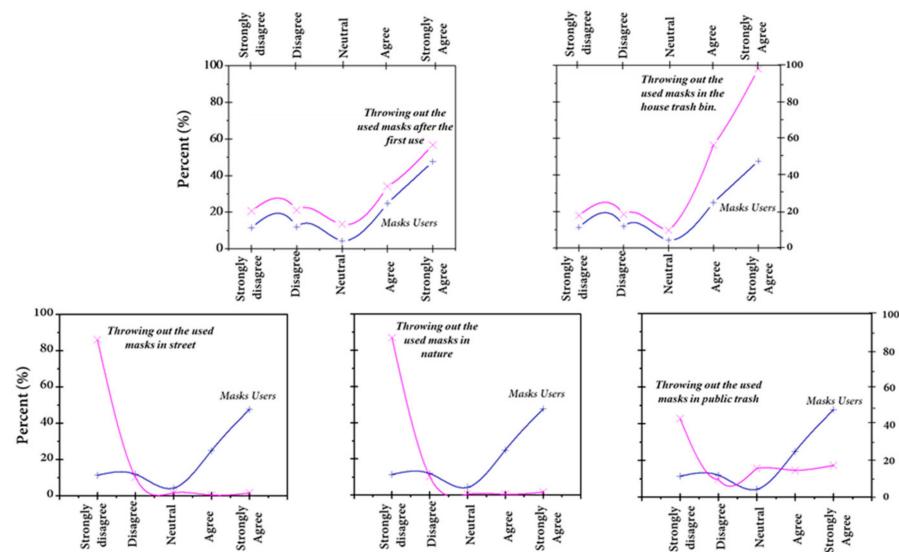 Strongly disagree
Disagree
Neutral
Agree
Strongly Agree
Strongly disagree
Disagree
Neutral
Agree
Strongly Agree
Percent (%)
100
80
60
40
20
0
Throwing out the
used masks after the
first use
Masks Users
Strongly disagree
Disagree
Neutral
Agree
Strongly Agree
Throwing out the
used masks in the
house trash bin.
Masks Users
100
80
60
40
20
0
Strongly disagree
Disagree
Neutral
Agree
Strongly Agree
Percent (%)
100
80
60
40
20
0
Throwing out the used
masks in street
Masks Users
Strongly disagree
Disagree
Neutral
Agree
Strongly Agree
Throwing out the
used masks in
nature
Masks Users
Strongly disagree
Disagree
Neutral
Agree
Strongly Agree
Throwing out the used
masks in public trash
Masks Users
100
80
60
40
20
0
Strongly disagree
Disagree
Neutral
Agree
Strongly Agree